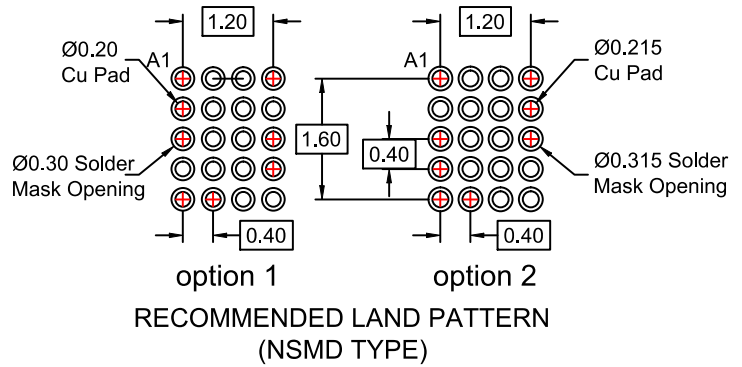 1.20
1.20
Ø0.20
Cu Pad
A1
A1
Ø0.215
Cu Pad
1.60
0.40
Ø0.30 Solder
Mask Opening
Ø0.315 Solder
Mask Opening
0.40
0.40
option 1
option 2
RECOMMENDED LAND PATTERN
(NSMD TYPE)